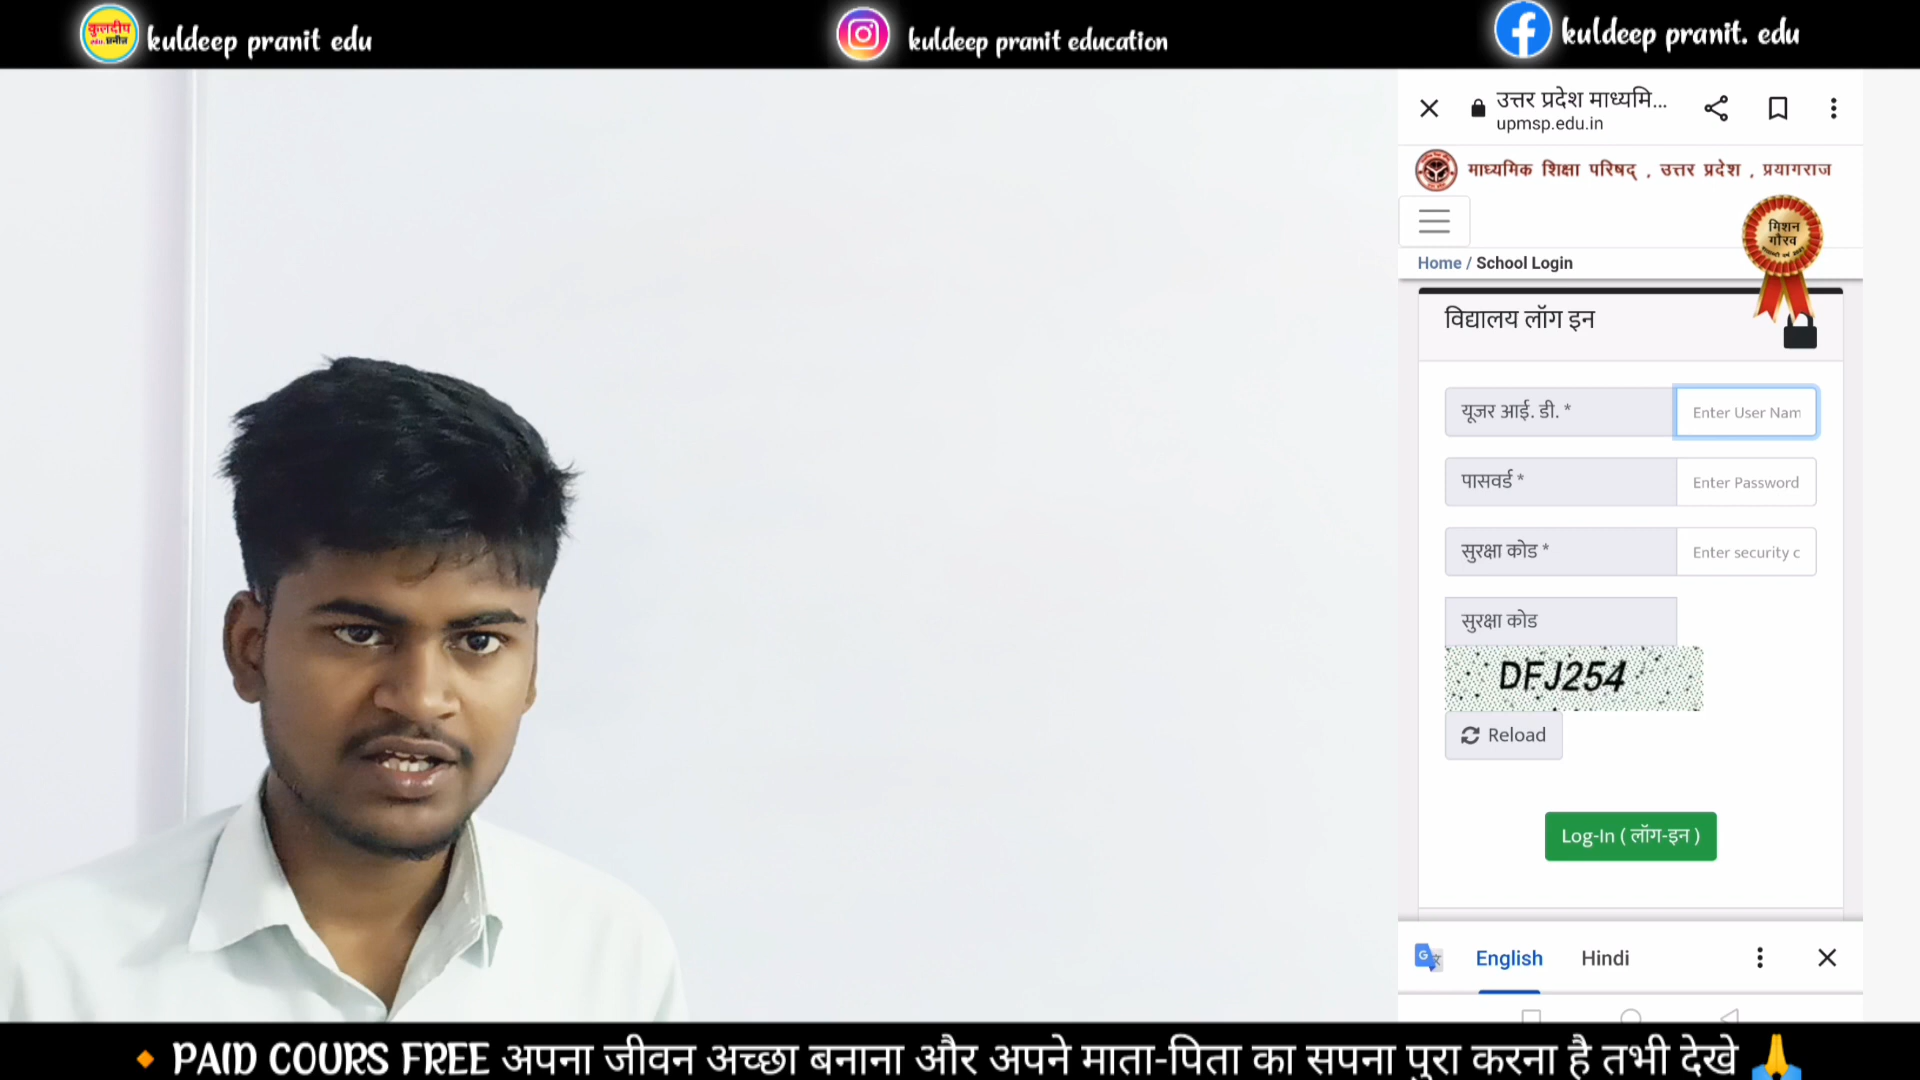 कुलदीप
kuldeep pranit edu
kuldeep pranit education
kuldeep pranit. edu
उत्तर प्रदेश माध्यमि...
upmsp.edu.in
माध्यमिक शिक्षा परिषद् , उत्तर प्रदेश , प्रयागराज
मिशन
गौरव
Home / School Login
विद्यालय लॉग इन
यूजर आई. डी. *
Enter User Nam
पासवर्ड *
Enter Password
सुरक्षा कोड *
Enter security c
सुरक्षा कोड
DFJ254
Reload
Log-In ( लॉग-इन )
English
Hindi
PAID COURS FREE अपना जीवन अच्छा बनाना और अपने माता-पिता का सपना पुरा करना है तभी देखे